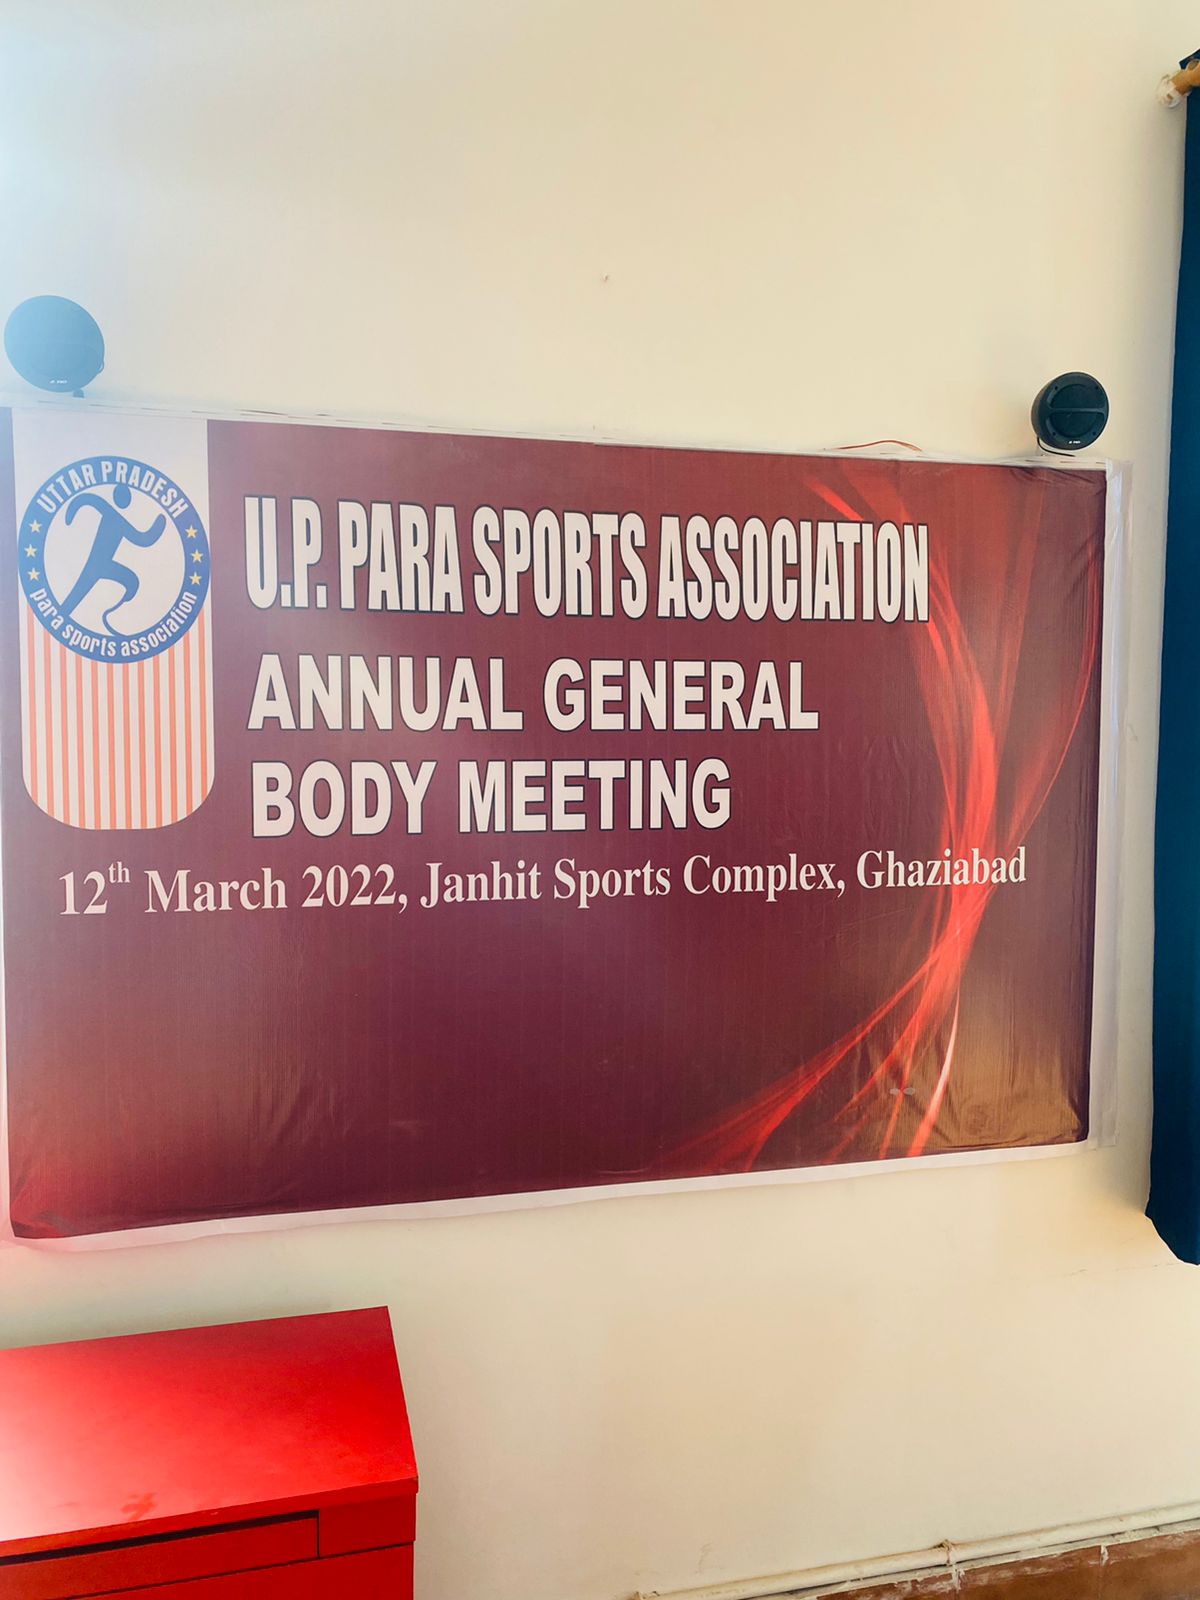 UTTAR PRADESH
para sports association
U.P. PARA SPORTS ASSOCIATION
ANNUAL GENERAL
BODY MEETING
12th March 2022, Janhit Sports Complex, Ghaziabad